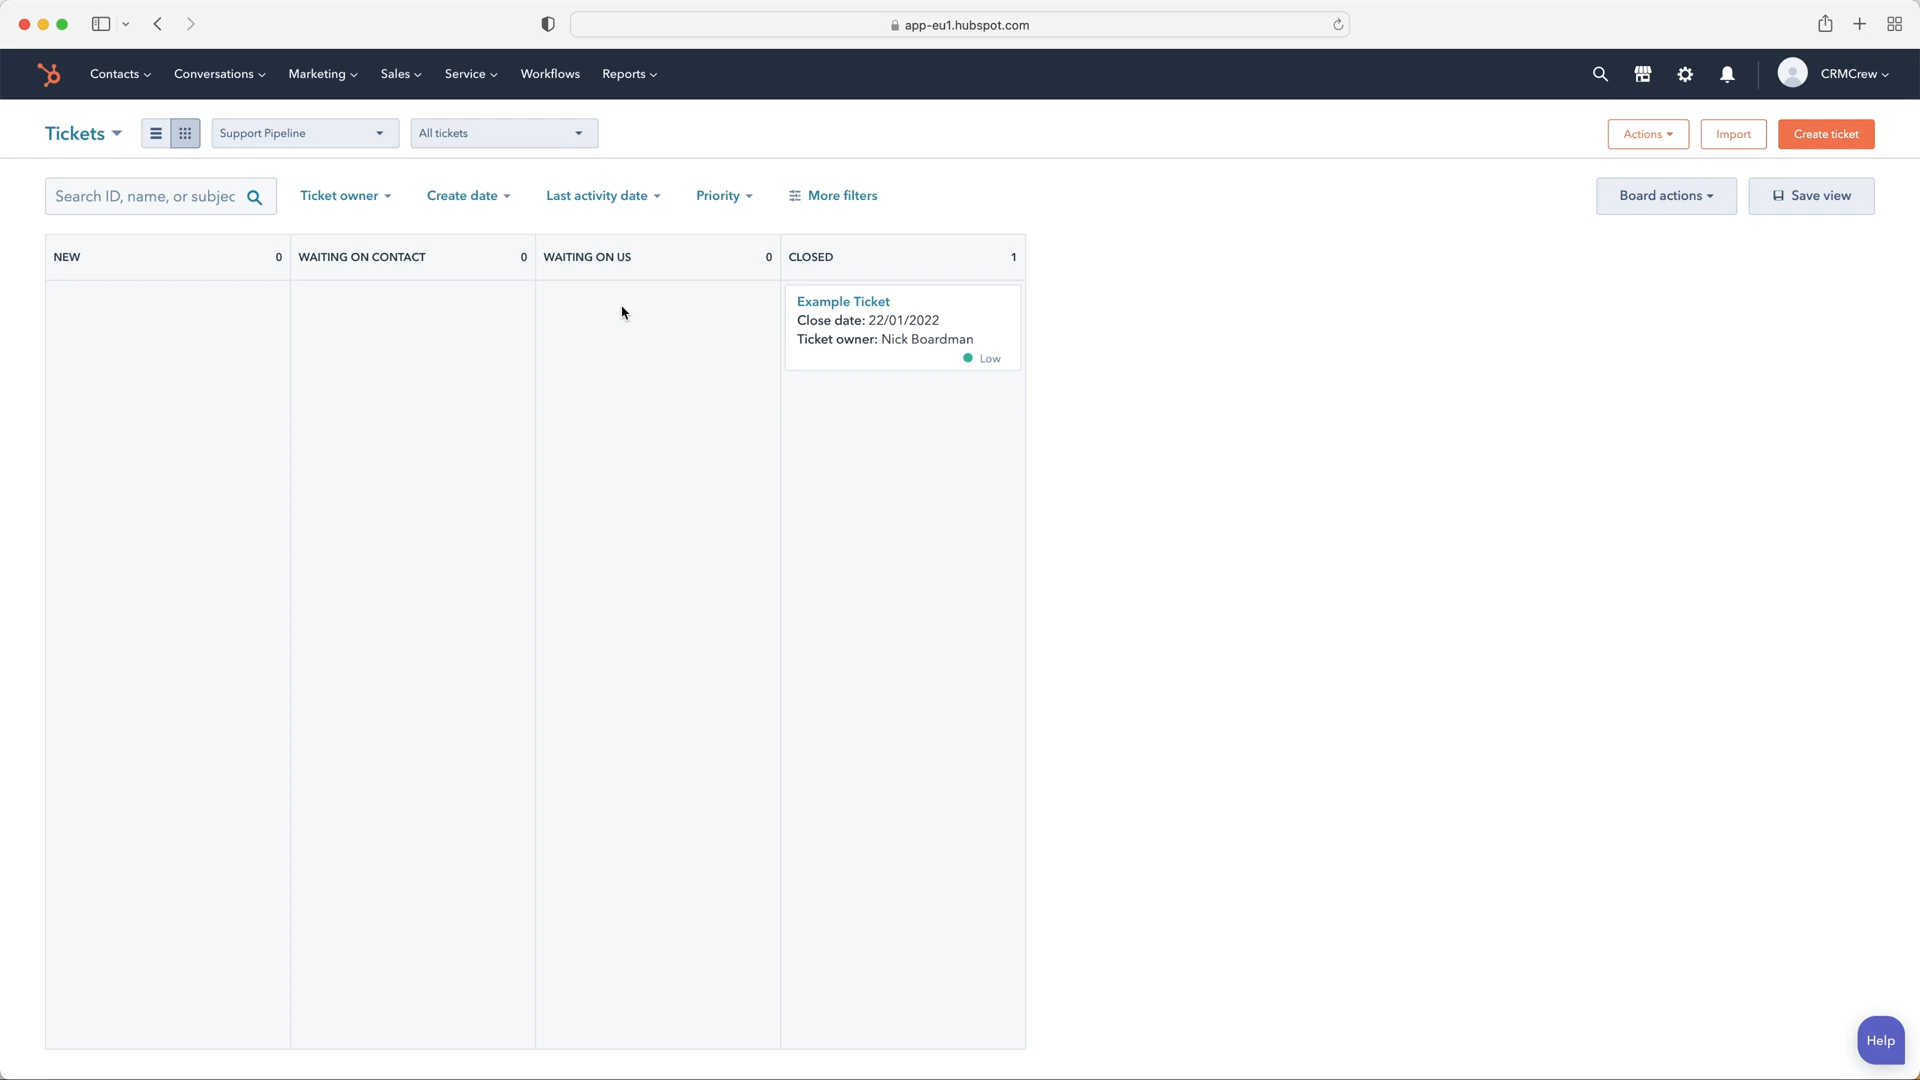 app-eu1.hubspot.com
Contacts Conversations Marketing Sales Service Workflows Reports CRMCrew
Tickets Support Pipeline All tickets Actions Import Create ticket
Search ID, name, or subjec Ticket owner Create date Last activity date Priority More filters Board actions Save view
NEW 0 WAITING ON CONTACT 0 WAITING ON US 0 CLOSED 1
Example Ticket
Close date: 22/01/2022
Ticket owner: Nick Boardman
Low
Help